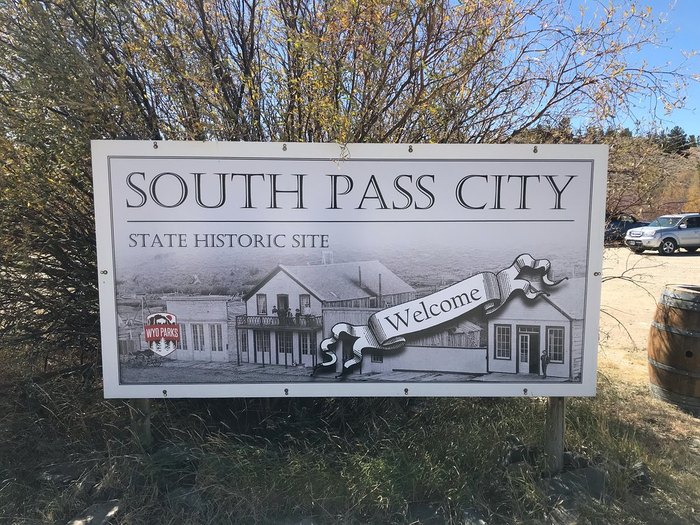 SOUTH PASS CITY
STATE HISTORIC SITE
Welcome
WYO PARKS